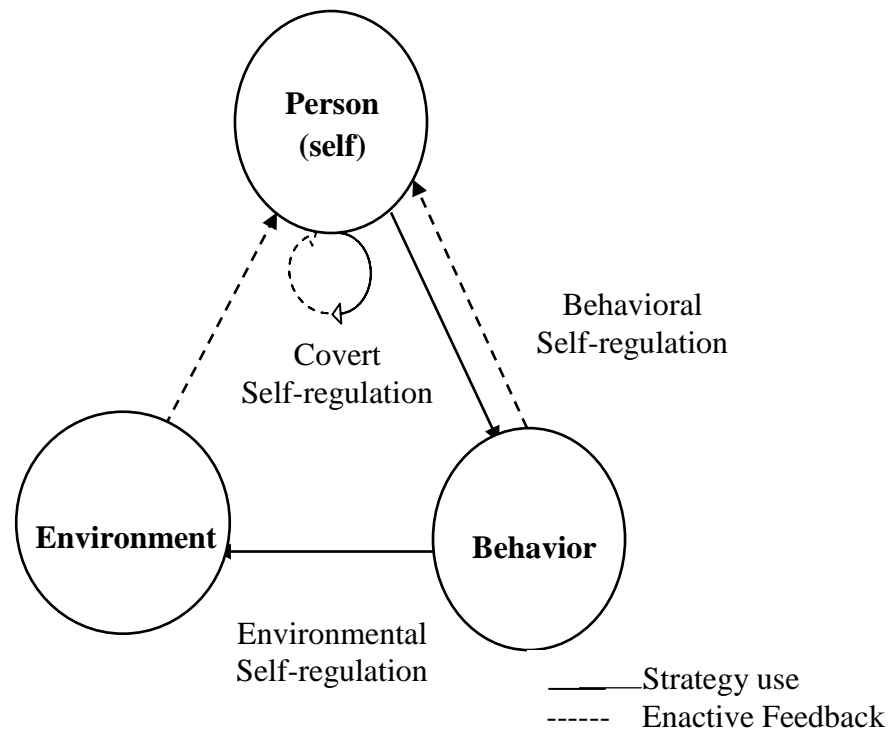 Person
(self)
Behavioral
Self-regulation
Covert
Self-regulation
Environment
Behavior
Environmental
Self-regulation
Strategy use
Enactive Feedback